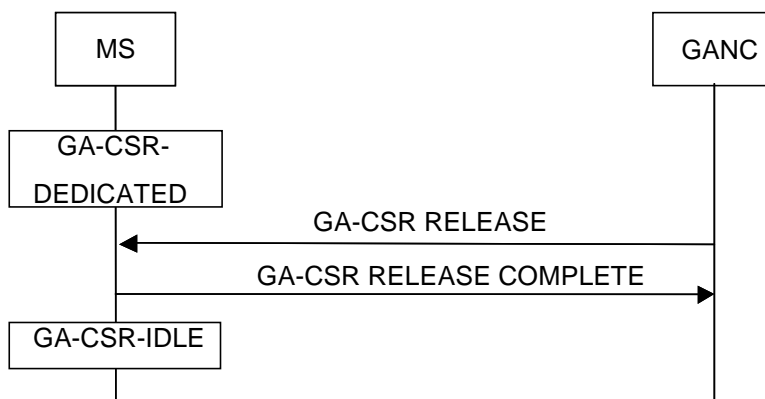 MS
GANC
GA-CSR-
DEDICATED
GA-CSR RELEASE
GA-CSR RELEASE COMPLETE
GA-CSR-IDLE